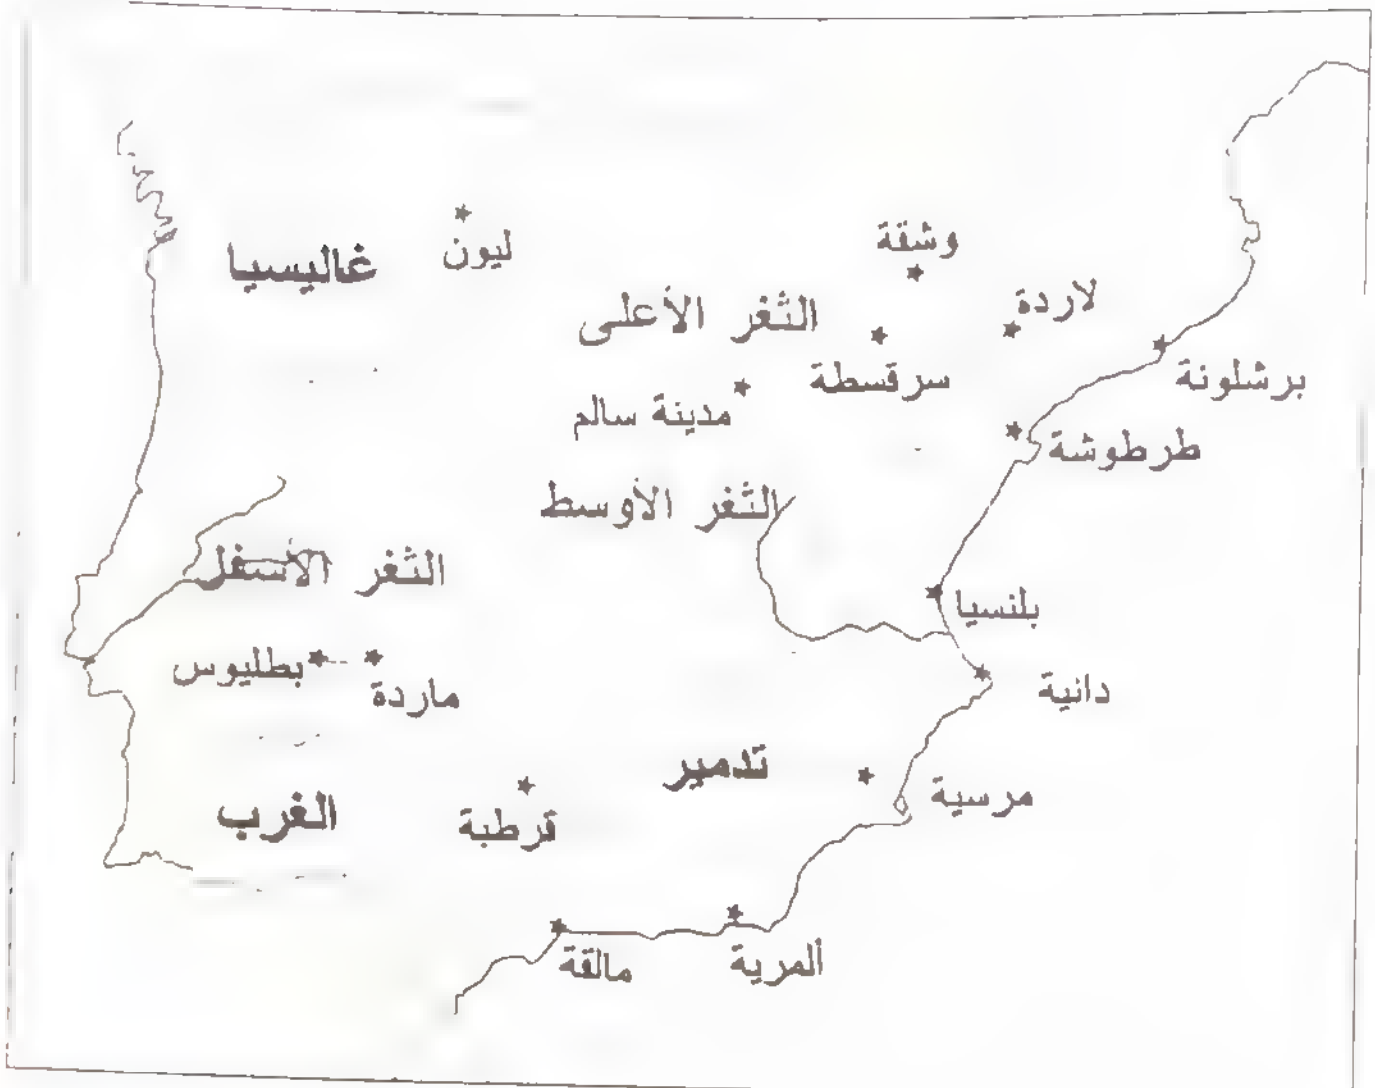 وشقة
ليون
غاليسيا
لاردة
الثغر الأعلى
برشلونة
سرقسطة
مدينة سالم
طرطوشة
الثغر الأوسط
الثغر الأسفل
بلنسيا
بطليوس
ماردة
دانية
تدمير
مرسية
الغرب
قرطبة
ألمرية
مالقة